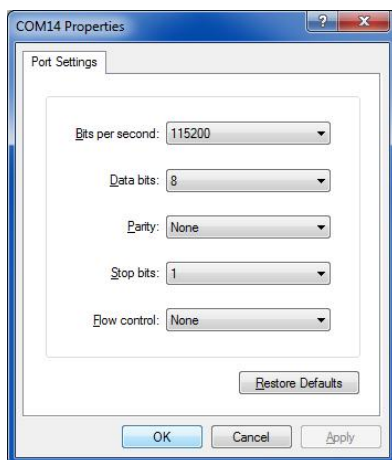 COM14 Properties
Port Settings
Bits per second: 115200
Data bits: 8
Parity: None
Stop bits: 1
Flow control: None
Restore Defaults
OK Cancel Apply